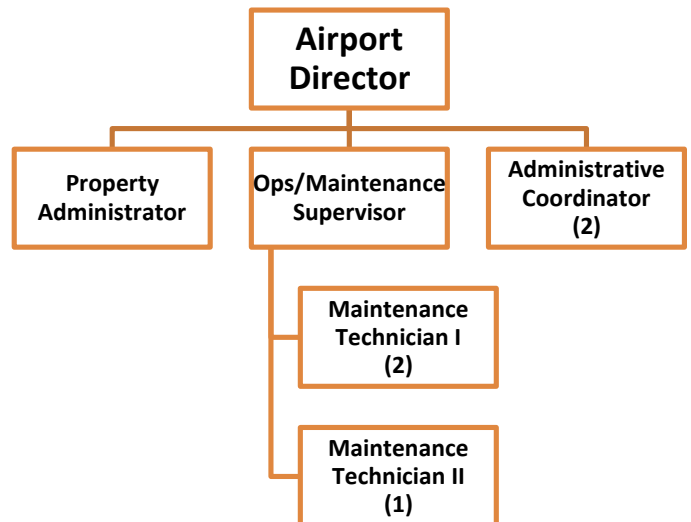 Airport
Director
Property
Administrator
Ops/Maintenance
Supervisor
Administrative
Coordinator
(2)
Maintenance
Technician I
(2)
Maintenance
Technician II
(1)